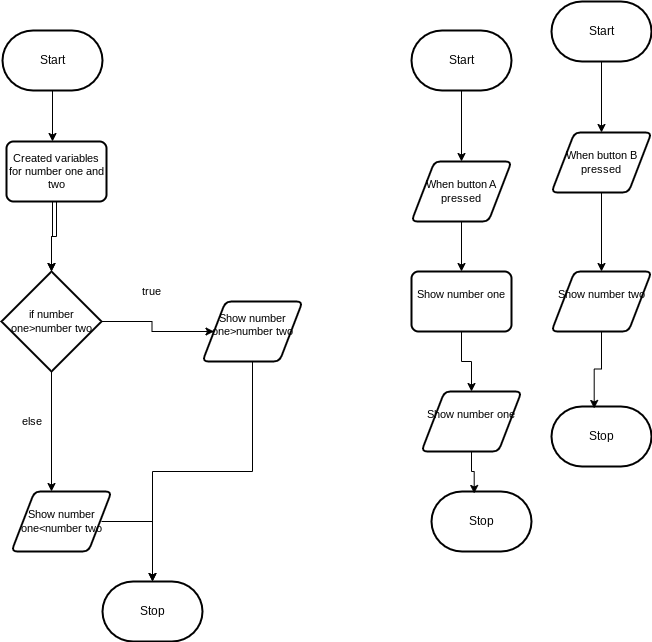 Start
Created variables
for number one and
two
if number
one>number two
true
Show number
one>number two
else
Show number
one<number two
Stop
Start
When button A
pressed
Show number one
Show number one
Stop
Start
When button B
pressed
Show number two
Stop